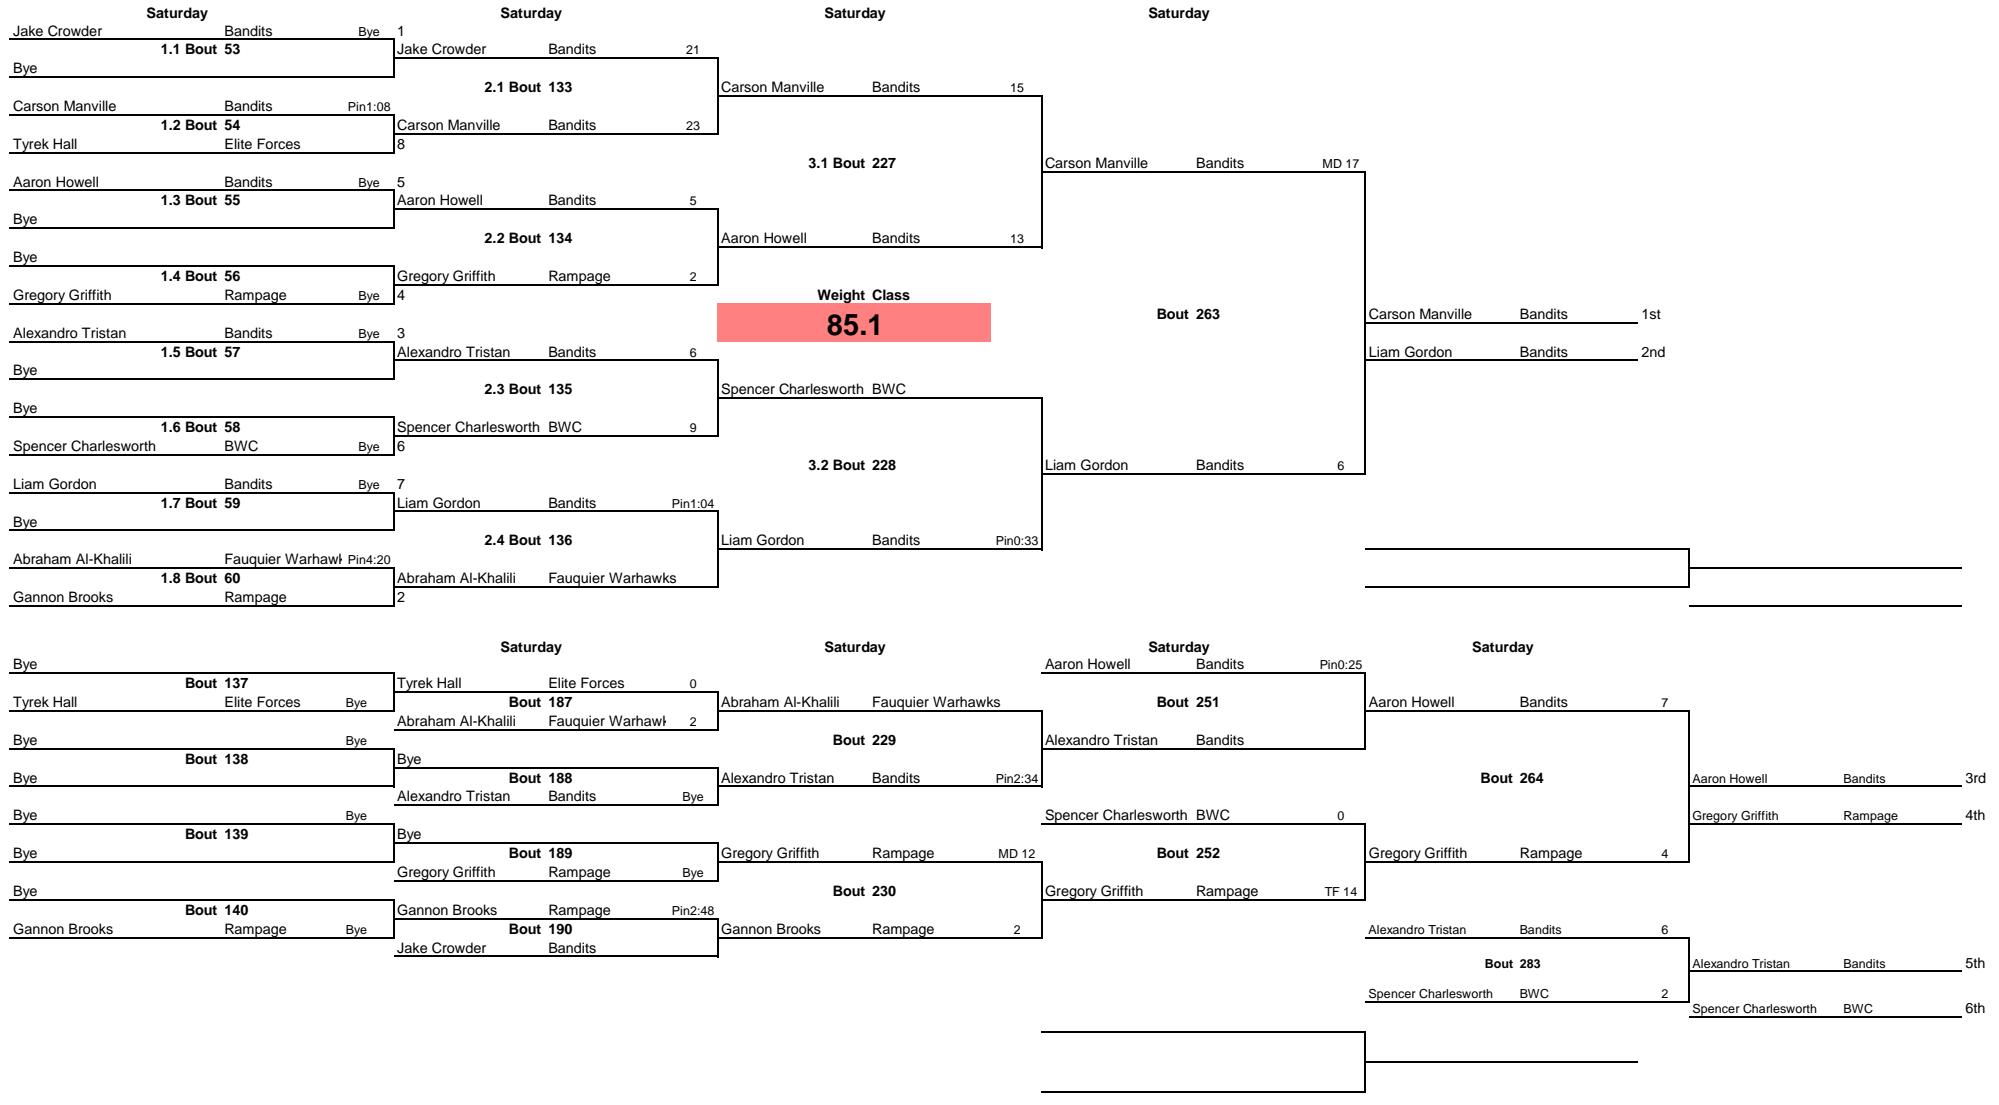 Saturday Saturday Saturday Saturday
Jake Crowder Bandits Bye 1
1.1 Bout 53 Jake Crowder Bandits 21
Bye
2.1 Bout 133 Carson Manville Bandits 15
Carson Manville Bandits Pin1:08
1.2 Bout 54 Carson Manville Bandits 23
Tyrek Hall Elite Forces 8
3.1 Bout 227 Carson Manville Bandits MD 17
Aaron Howell Bandits Bye 5
1.3 Bout 55 Aaron Howell Bandits 5
Bye
2.2 Bout 134 Aaron Howell Bandits 13
Bye
1.4 Bout 56 Gregory Griffith Rampage 2
Gregory Griffith Rampage Bye 4 Weight Class
Bout 263 Carson Manville Bandits 1st
85.1
Alexandro Tristan Bandits Bye 3
1.5 Bout 57 Alexandro Tristan Bandits 6 Liam Gordon Bandits 2nd
Bye
2.3 Bout 135 Spencer Charlesworth BWC
Bye
1.6 Bout 58 Spencer Charlesworth BWC 9
Spencer Charlesworth BWC Bye 6
3.2 Bout 228 Liam Gordon Bandits 6
Liam Gordon Bandits Bye 7
1.7 Bout 59 Liam Gordon Bandits Pin1:04
Bye
2.4 Bout 136 Liam Gordon Bandits Pin0:33
Abraham Al-Khalili Fauquier Warhawk Pin4:20
1.8 Bout 60 Abraham Al-Khalili Fauquier Warhawks
Gannon Brooks Rampage 2
Saturday Saturday Saturday Saturday
Bye Aaron Howell Bandits Pin0:25
Bout 137 Tyrek Hall Elite Forces 0
Tyrek Hall Elite Forces Bye Bout 187 Abraham Al-Khalili Fauquier Warhawks Bout 251 Aaron Howell Bandits 7
Abraham Al-Khalili Fauquier Warhawk 2
Bye Bye Bout 229 Alexandro Tristan Bandits
Bout 138 Bye
Bye Bout 188 Alexandro Tristan Bandits Pin2:34 Bout 264 Aaron Howell Bandits 3rd
Alexandro Tristan Bandits Bye
Bye Bye Spencer Charlesworth BWC 0 Gregory Griffith Rampage 4th
Bout 139 Bye
Bye Bout 189 Gregory Griffith Rampage MD 12 Bout 252 Gregory Griffith Rampage 4
Gregory Griffith Rampage Bye
Bye Bout 230 Gregory Griffith Rampage TF 14
Bout 140 Gannon Brooks Rampage Pin2:48
Gannon Brooks Rampage Bye Bout 190 Gannon Brooks Rampage 2 Alexandro Tristan Bandits 6
Jake Crowder Bandits
Bout 283 Alexandro Tristan Bandits 5th
Spencer Charlesworth BWC 2
Spencer Charlesworth BWC 6th